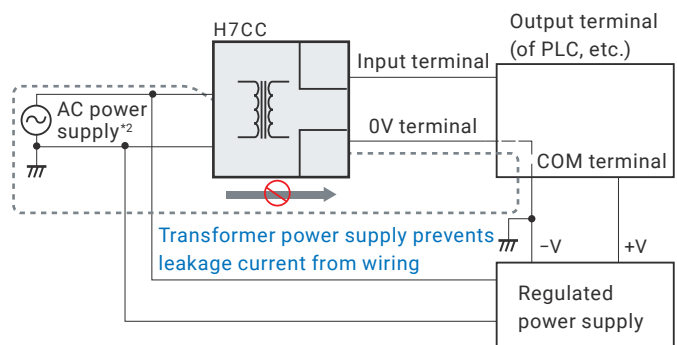 H7CC
Output terminal
(of PLC, etc.)
Input terminal
AC power
supply*2
0V terminal
COM terminal
Transformer power supply prevents
leakage current from wiring
−V
+V
Regulated
power supply